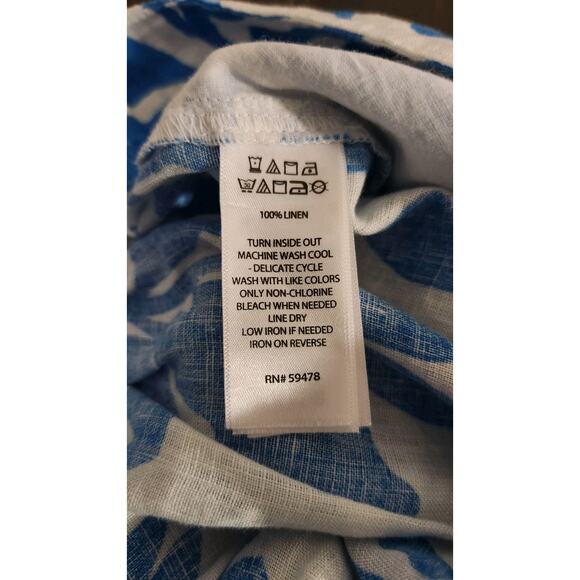 30
100% LINEN
TURN INSIDE OUT
MACHINE WASH COOL
- DELICATE CYCLE
WASH WITH LIKE COLORS
ONLY NON-CHLORINE
BLEACH WHEN NEEDED
LINE DRY
LOW IRON IF NEEDED
IRON ON REVERSE
RN# 59478